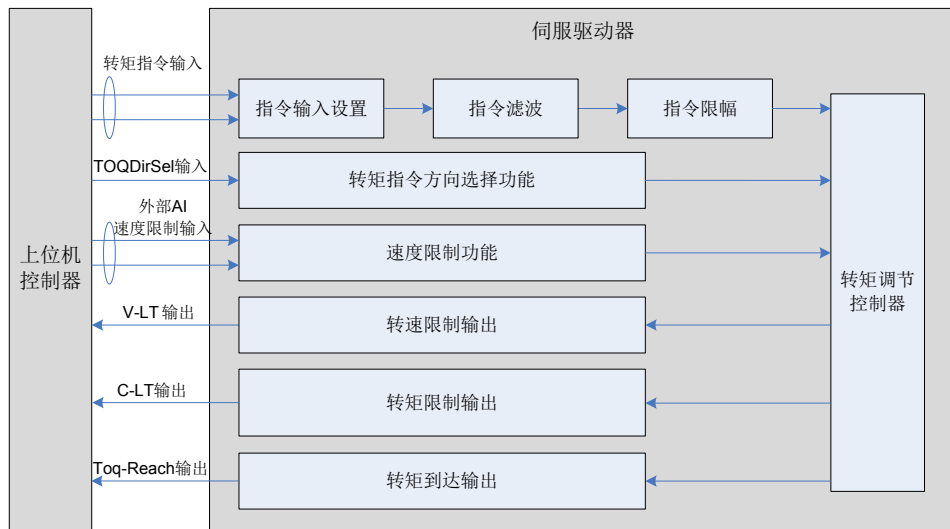 伺服驱动器
转矩指令输入
指令输入设置
指令滤波
指令限幅
TOQDirSel输入
转矩指令方向选择功能
外部AI
速度限制输入
速度限制功能
上位机
控制器
转矩调节
控制器
V-LT 输出
转速限制输出
C-LT输出
转矩限制输出
Toq-Reach输出
转矩到达输出